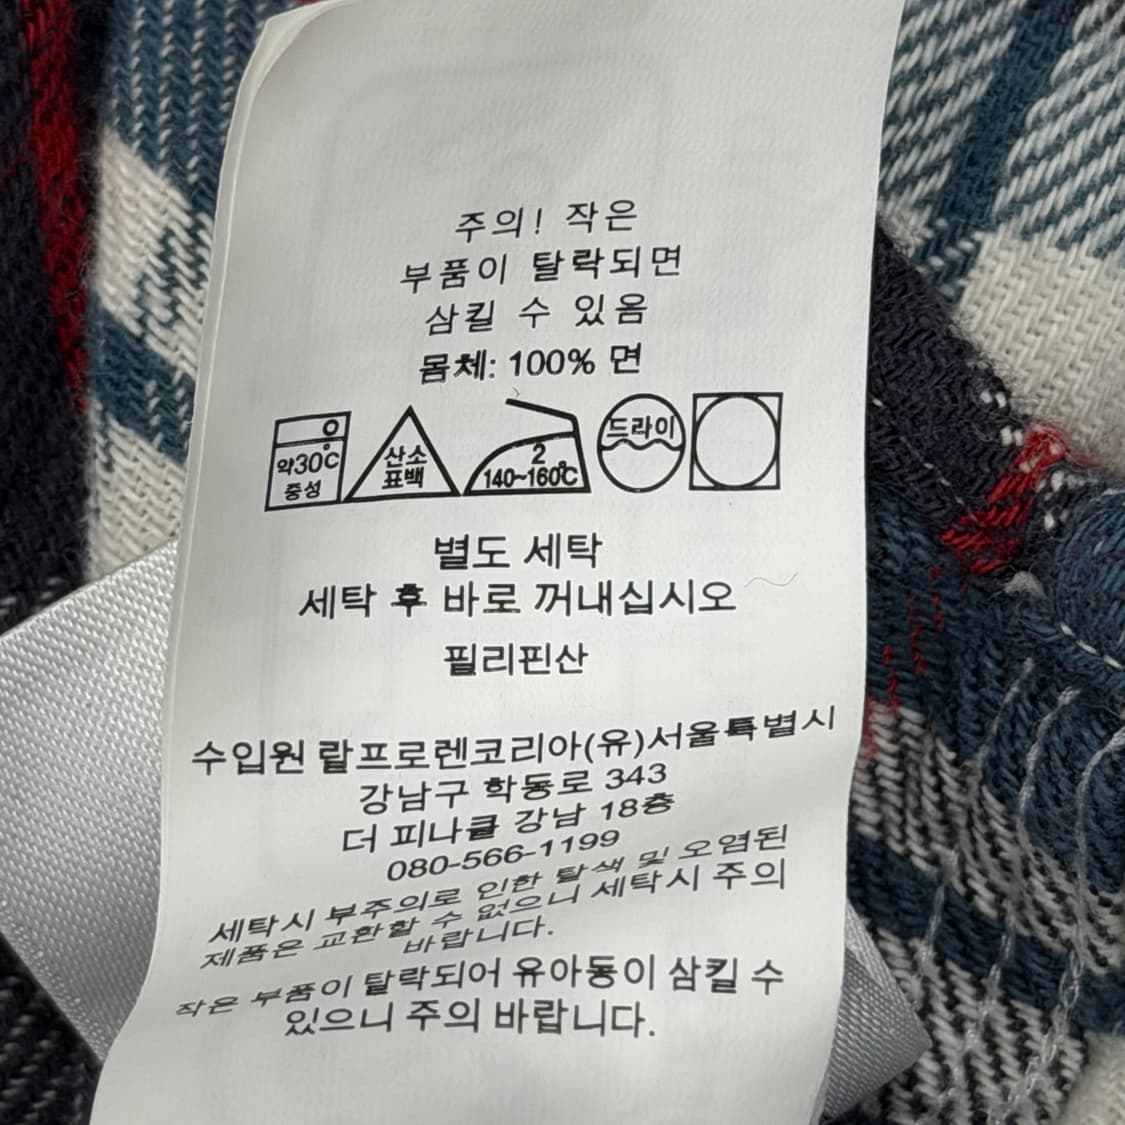 주의! 작은
부품이 탈락되면
삼킬 수 있음
몸체: 100% 면
약30℃
중성
산소
표백
2
140~160℃
드라이
별도 세탁
세탁 후 바로 꺼내십시오
필리핀산
수입원 랄프로렌코리아(유)서울특별시
강남구 학동로 343
더 피나클 강남 18층
080-566-1199
세탁시 부주의로 인한 탈색 및 오염된
제품은 교환할 수 없으니 세탁시 주의
바랍니다.
작은 부품이 탈락되어 유아동이 삼킬 수
있으니 주의 바랍니다.